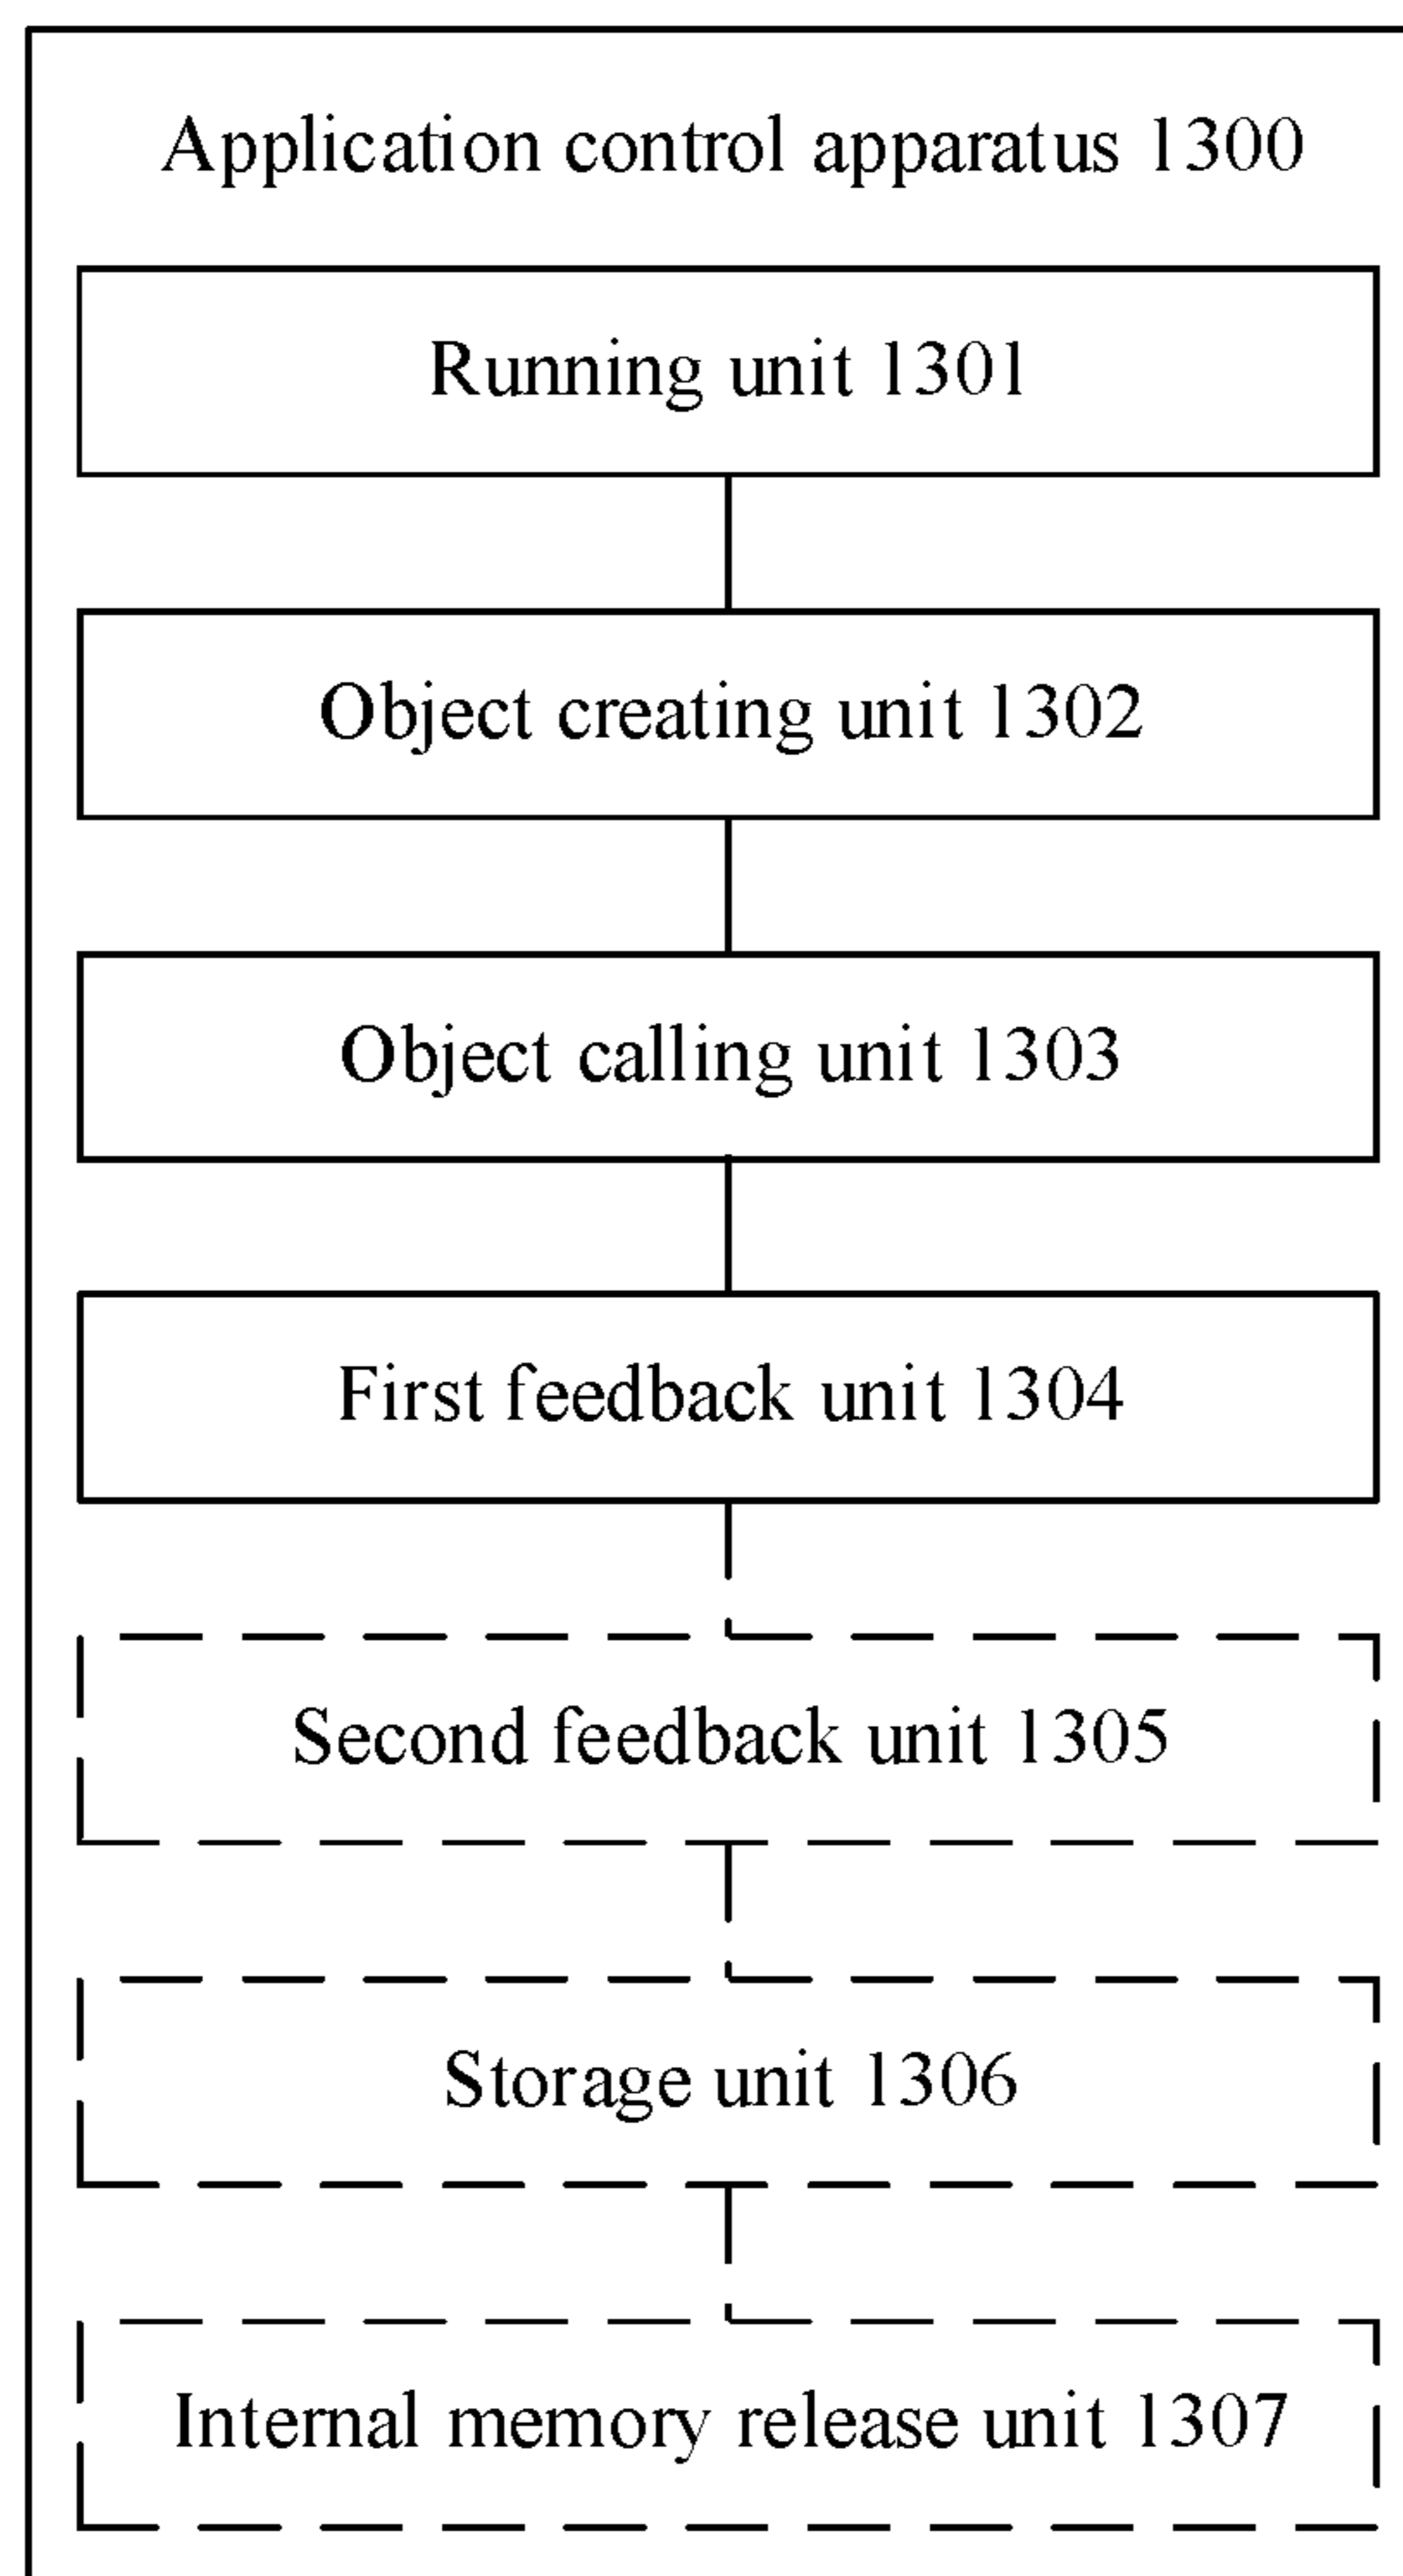 Application control apparatus 1300
Running unit 1301
Object creating unit 1302
Object calling unit 1303
First feedback unit 1304
Second feedback unit 1305
Storage unit 1306
Internal memory release unit 1307